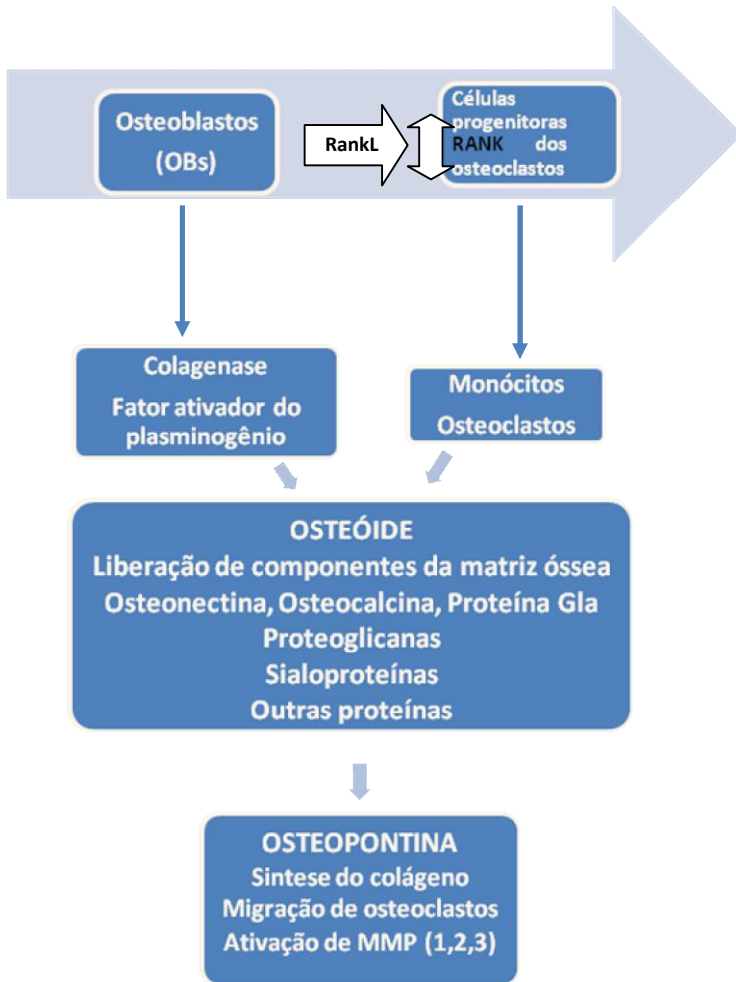 Osteoblastos
(OBs)
RankL
Células
progenitoras
RANK dos
osteoclastos
Colagenase
Fator ativador do
plasminogênio
Monócitos
Osteoclastos
OSTEÓIDE
Liberação de componentes da matriz óssea
Osteonectina, Osteocalcina, Proteína Gla
Proteoglicanas
Sialoproteínas
Outras proteínas
OSTEOPONTINA
Sintese do colágeno
Migração de osteoclastos
Ativação de MMP (1,2,3)